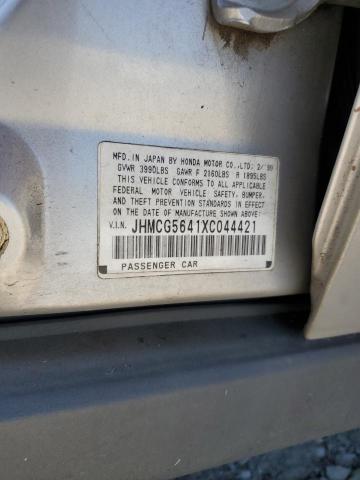 MFD. IN JAPAN BY HONDA MOTOR CO.,LTD; 2/'99
GVWR 3990LBS GAWR F 2160LBS R 1895LBS
THIS VEHICLE CONFORMS TO ALL APPLICABLE
FEDERAL MOTOR VEHICLE SAFETY, BUMPER,
AND THEFT PREVENTION STANDARDS IN EFFECT
ON THE DATE OF MANUFACTURE SHOWN ABOVE.
V.I.N. JHMCG5641XC044421
PASSENGER CAR